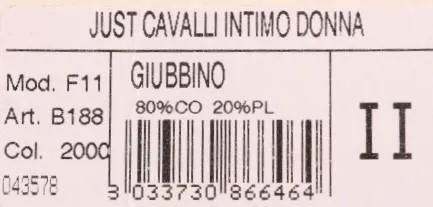 JUST CAVALLI INTIMO DONNA
Mod. F11
Art. B188
Col. 2000
043578
GIUBBINO
80%CO 20%PL
3 033730 866464
II